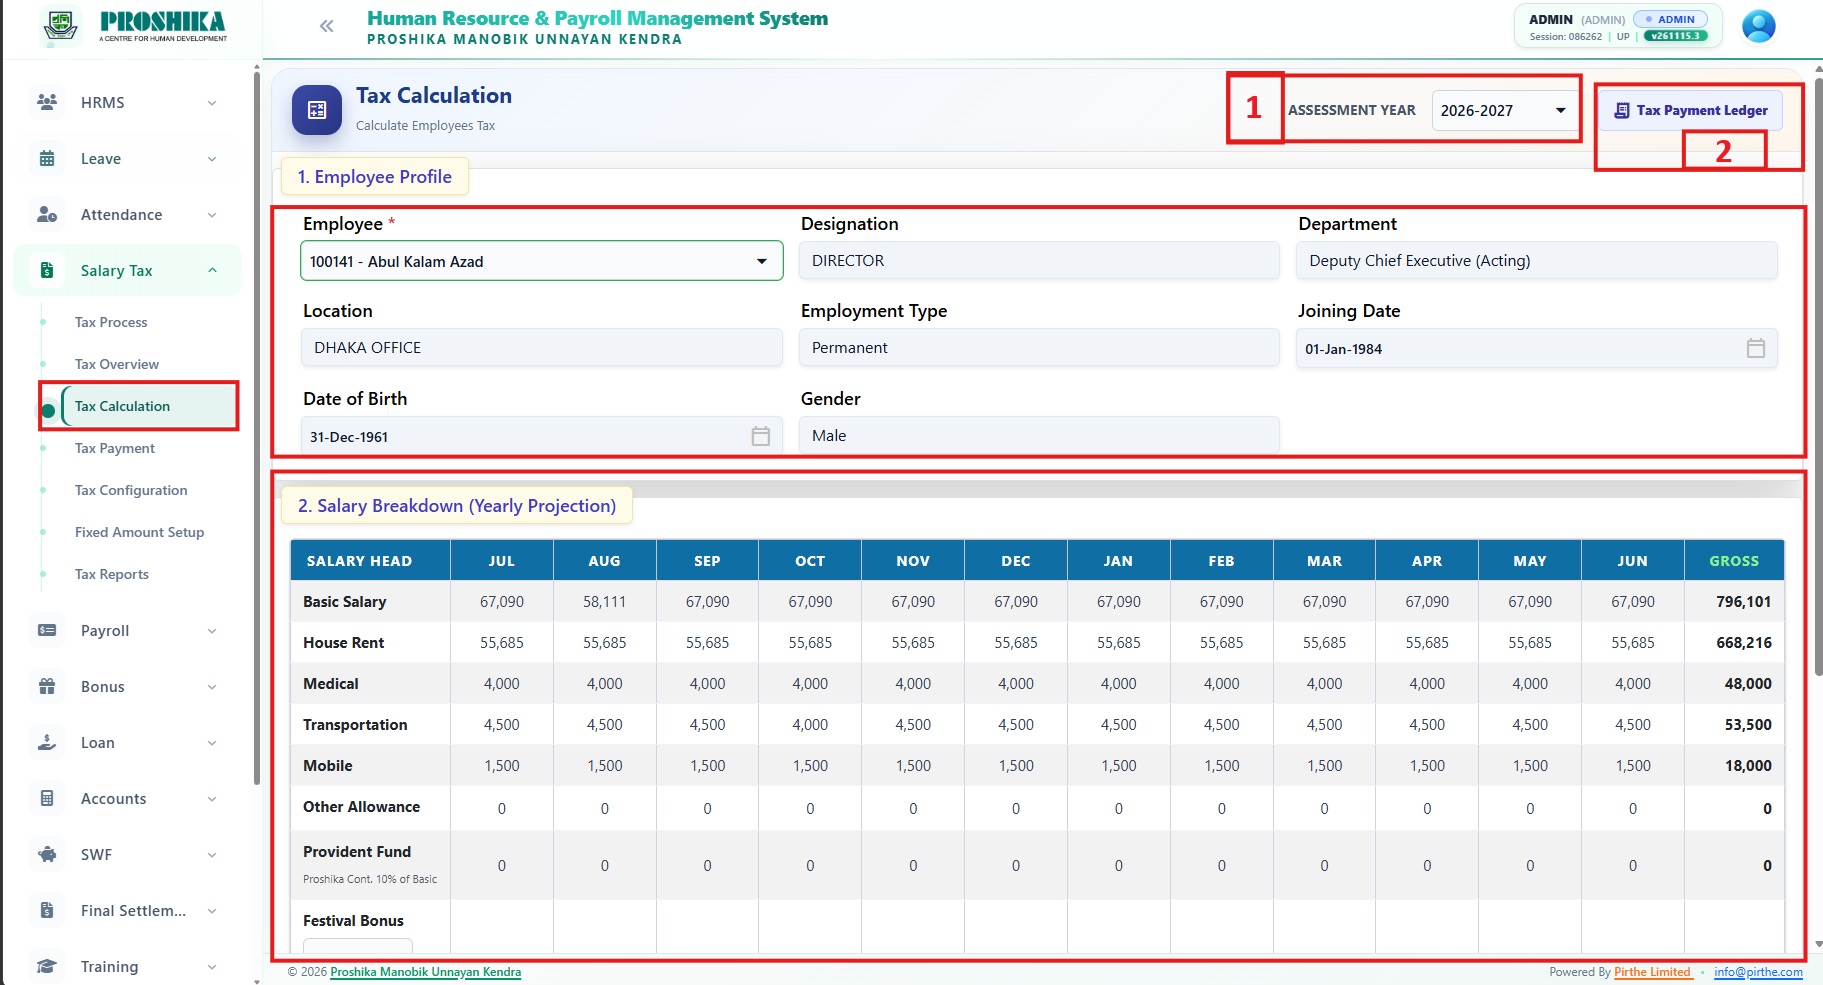 PROSHIKA
A CENTRE FOR HUMAN DEVELOPMENT
Human Resource & Payroll Management System
PROSHIKA MANOBIK UNNAYAN KENDRA
ADMIN (ADMIN) ADMIN
Session: 086262 | UP | v261115.3
HRMS
Leave
Attendance
Salary Tax
Tax Process
Tax Overview
Tax Calculation
Tax Payment
Tax Configuration
Fixed Amount Setup
Tax Reports
Payroll
Bonus
Loan
Accounts
SWF
Final Settlem...
Training
Tax Calculation
Calculate Employees Tax
1 ASSESSMENT YEAR 2026-2027
Tax Payment Ledger
2
1. Employee Profile
Employee * Designation Department
100141 - Abul Kalam Azad DIRECTOR Deputy Chief Executive (Acting)
Location Employment Type Joining Date
DHAKA OFFICE Permanent 01-Jan-1984
Date of Birth Gender
31-Dec-1961 Male
2. Salary Breakdown (Yearly Projection)
SALARY HEAD JUL AUG SEP OCT NOV DEC JAN FEB MAR APR MAY JUN GROSS
Basic Salary 67,090 58,111 67,090 67,090 67,090 67,090 67,090 67,090 67,090 67,090 67,090 67,090 796,101
House Rent 55,685 55,685 55,685 55,685 55,685 55,685 55,685 55,685 55,685 55,685 55,685 55,685 668,216
Medical 4,000 4,000 4,000 4,000 4,000 4,000 4,000 4,000 4,000 4,000 4,000 4,000 48,000
Transportation 4,500 4,500 4,500 4,000 4,500 4,500 4,500 4,500 4,500 4,500 4,500 4,500 53,500
Mobile 1,500 1,500 1,500 1,500 1,500 1,500 1,500 1,500 1,500 1,500 1,500 1,500 18,000
Other Allowance 0 0 0 0 0 0 0 0 0 0 0 0 0
Provident Fund 0 0 0 0 0 0 0 0 0 0 0 0 0
Proshika Cont. 10% of Basic
Festival Bonus
© 2026 Proshika Manobik Unnayan Kendra
Powered By Pirthe Limited • info@pirthe.com